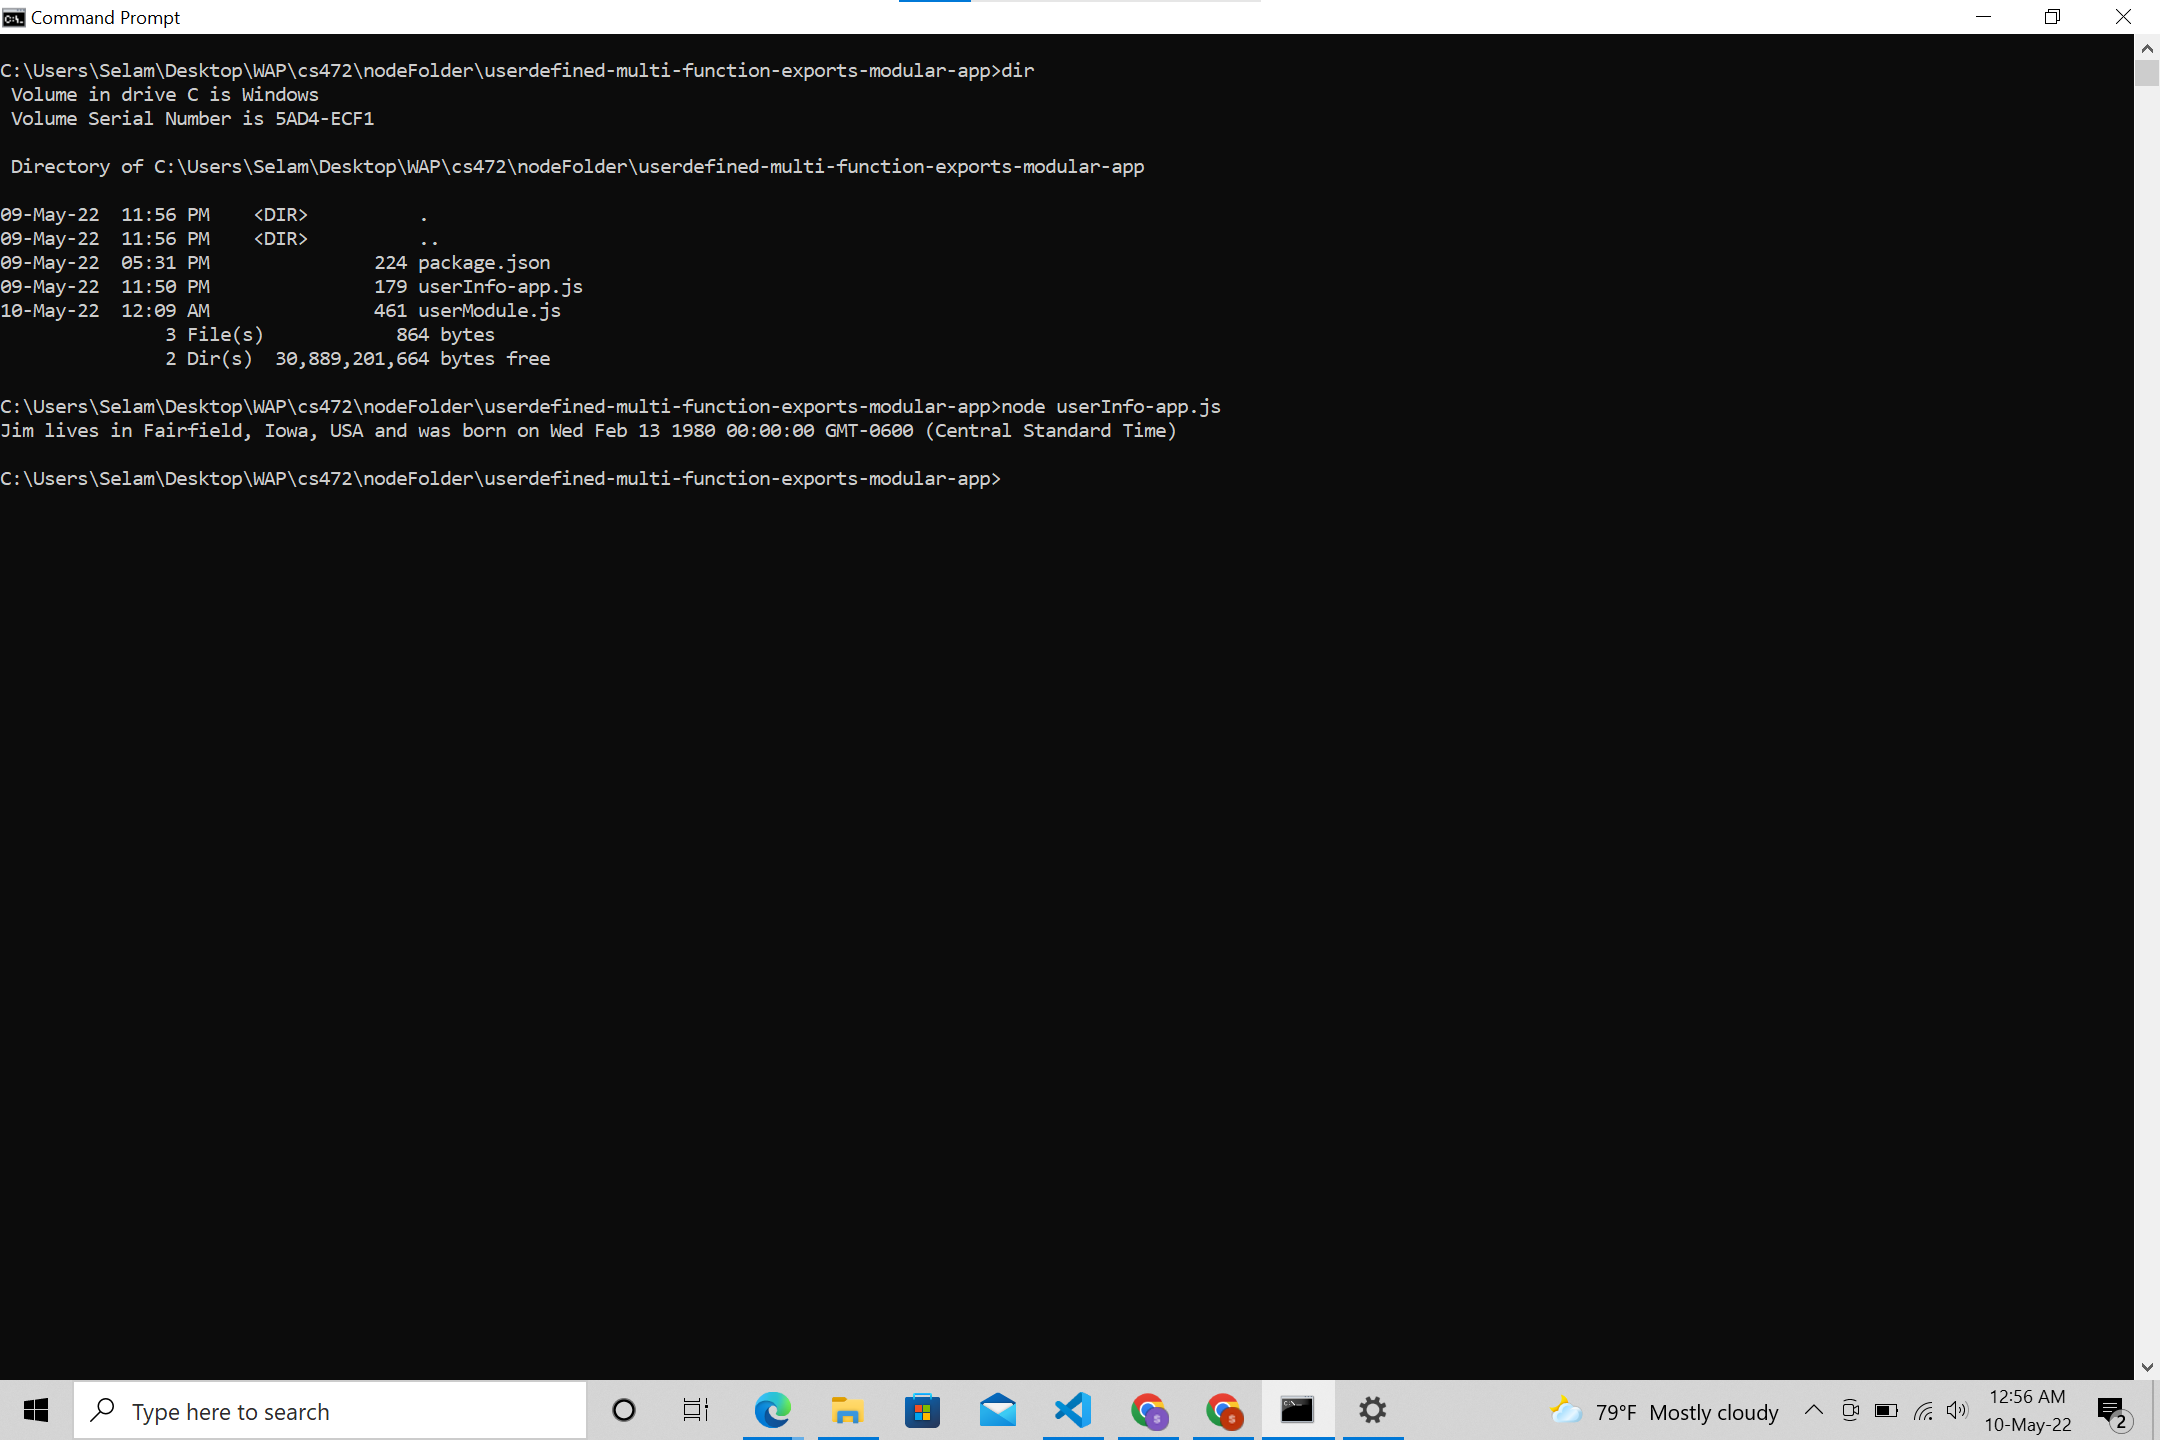 Command Prompt
C:\Users\Selam\Desktop\WAP\cs472\nodeFolder\userdefined-multi-function-exports-modular-app>dir
 Volume in drive C is Windows
 Volume Serial Number is 5AD4-ECF1
 Directory of C:\Users\Selam\Desktop\WAP\cs472\nodeFolder\userdefined-multi-function-exports-modular-app
09-May-22  11:56 PM    <DIR>          .
09-May-22  11:56 PM    <DIR>          ..
09-May-22  05:31 PM               224 package.json
09-May-22  11:50 PM               179 userInfo-app.js
10-May-22  12:09 AM               461 userModule.js
               3 File(s)            864 bytes
               2 Dir(s)  30,889,201,664 bytes free
C:\Users\Selam\Desktop\WAP\cs472\nodeFolder\userdefined-multi-function-exports-modular-app>node userInfo-app.js
Jim lives in Fairfield, Iowa, USA and was born on Wed Feb 13 1980 00:00:00 GMT-0600 (Central Standard Time)
C:\Users\Selam\Desktop\WAP\cs472\nodeFolder\userdefined-multi-function-exports-modular-app>
Type here to search
79°F Mostly cloudy
12:56 AM
10-May-22
2